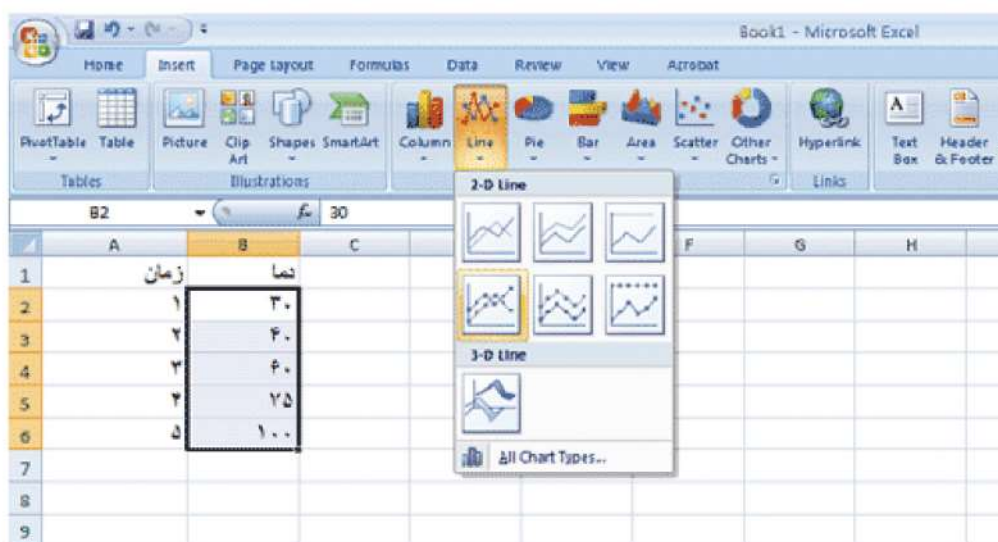 Book1 - Microsoft Excel
Home Insert Page Layout Formulas Data Review View Acrobat
PivotTable Table Picture Clip Art Shapes SmartArt Column Line Pie Bar Area Scatter Other Charts Hyperlink Text Box Header & Footer
Tables Illustrations Links
2-D Line
B2 fx 30
A B C F G H
1 زمان دما
2 ۱ ۳۰
3 ۲ ۴۰
4 ۳ ۶۰
5 ۴ ۷۵
6 ۵ ۱۰۰
7
8
9
3-D Line
All Chart Types...